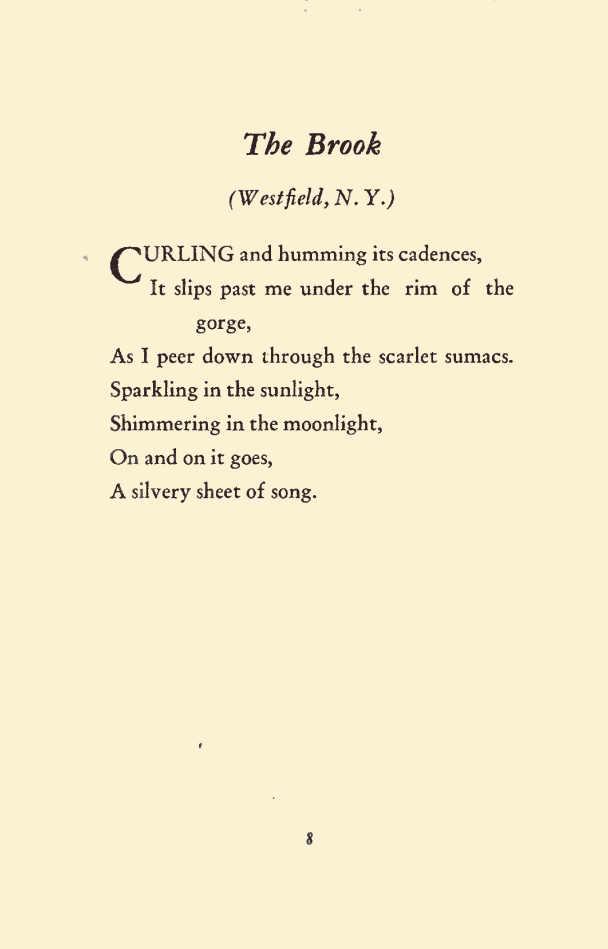 The Brook
(Westfield, N. Y.)
CURLING and humming its cadences,
It slips past me under the rim of the
gorge,
As I peer down through the scarlet sumacs.
Sparkling in the sunlight,
Shimmering in the moonlight,
On and on it goes,
A silvery sheet of song.
8